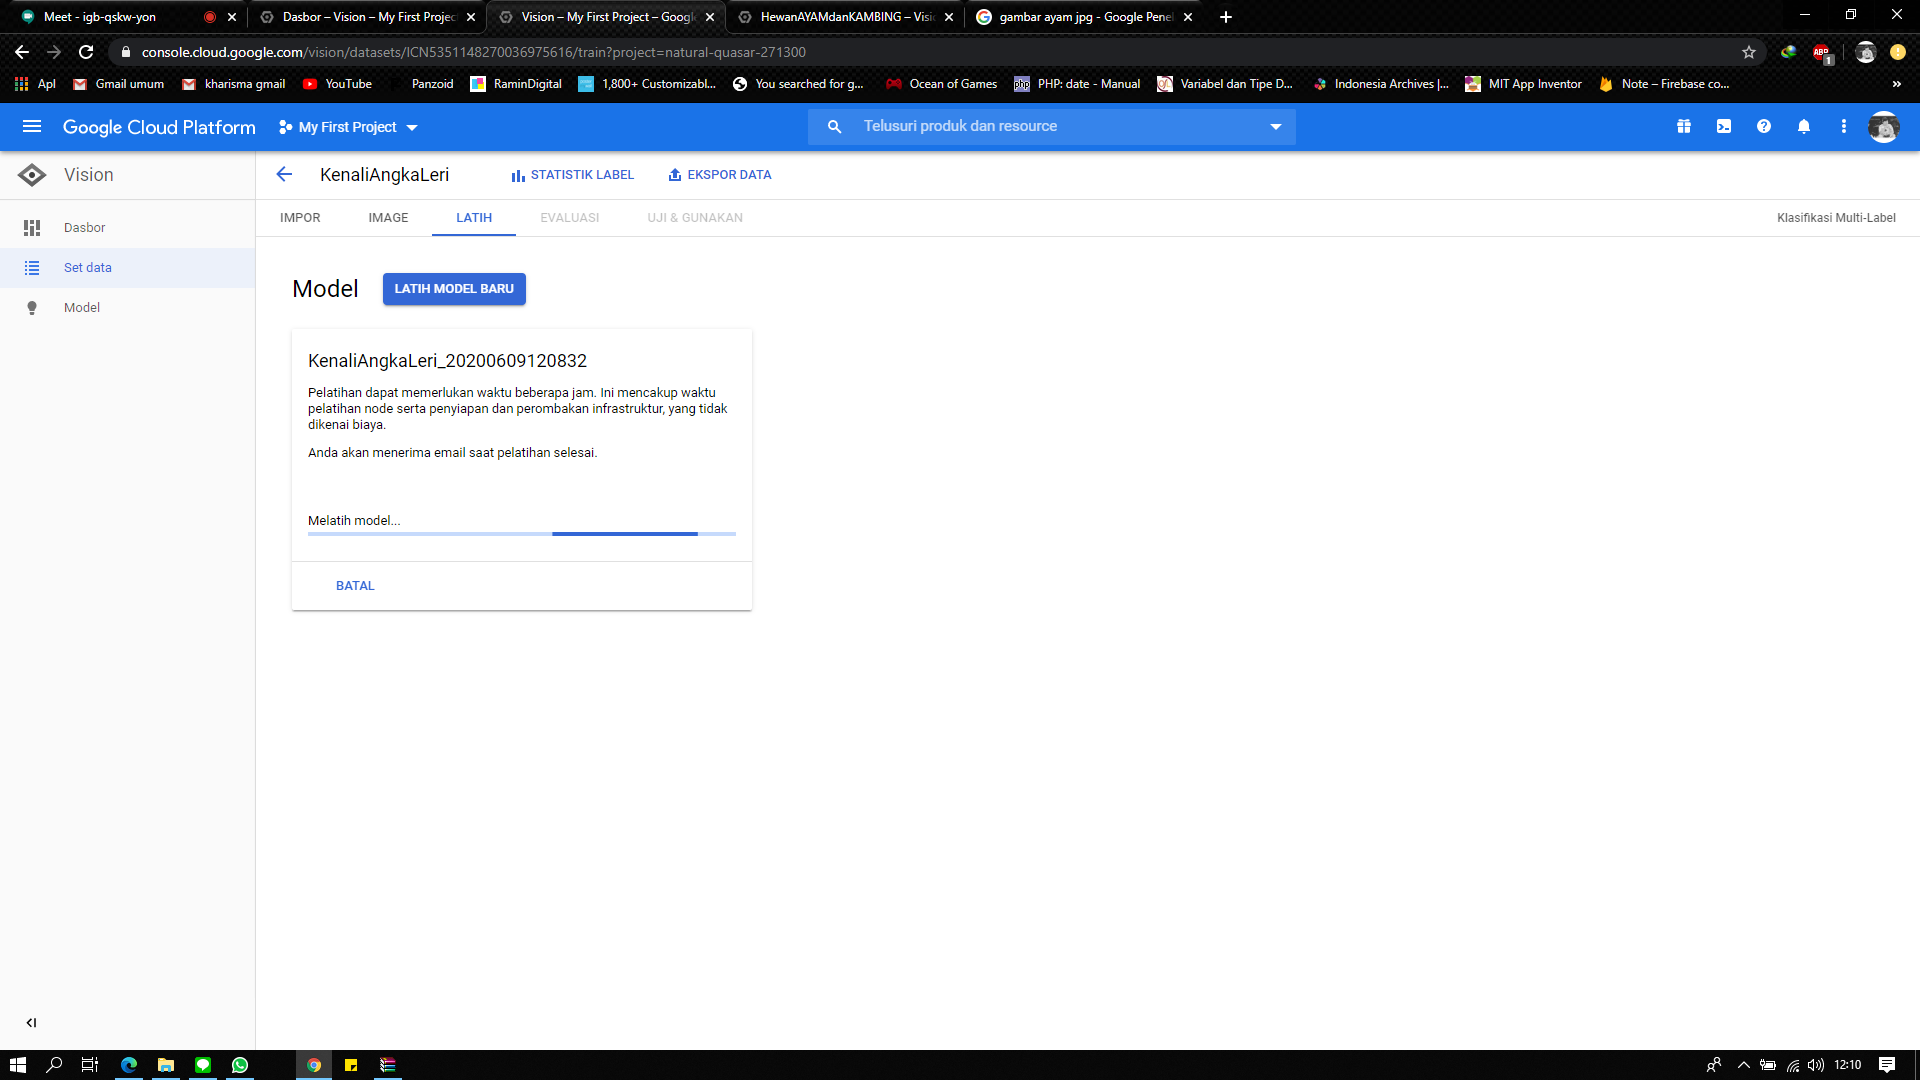 Meet - igb-qskw-yon
Dasbor – Vision – My First Projec
Vision – My First Project – Googl
HewanAYAMdanKAMBING – Visi
gambar ayam jpg - Google Penel
console.cloud.google.com/vision/datasets/ICN5351148270036975616/train?project=natural-quasar-271300
ABP
1
Apl
Gmail umum
kharisma gmail
YouTube
Panzoid
RaminDigital
1,800+ Customizabl...
You searched for g...
Ocean of Games
php
PHP: date - Manual
Variabel dan Tipe D...
Indonesia Archives |...
MIT App Inventor
Note – Firebase co...
»
Google Cloud Platform
My First Project
Telusuri produk dan resource
Vision
KenaliAngkaLeri
STATISTIK LABEL
EKSPOR DATA
Dasbor
Set data
Model
IMPOR
IMAGE
LATIH
EVALUASI
UJI & GUNAKAN
Klasifikasi Multi-Label
Model
LATIH MODEL BARU
KenaliAngkaLeri_20200609120832
Pelatihan dapat memerlukan waktu beberapa jam. Ini mencakup waktu
pelatihan node serta penyiapan dan perombakan infrastruktur, yang tidak
dikenai biaya.
Anda akan menerima email saat pelatihan selesai.
Melatih model...
BATAL
12:10